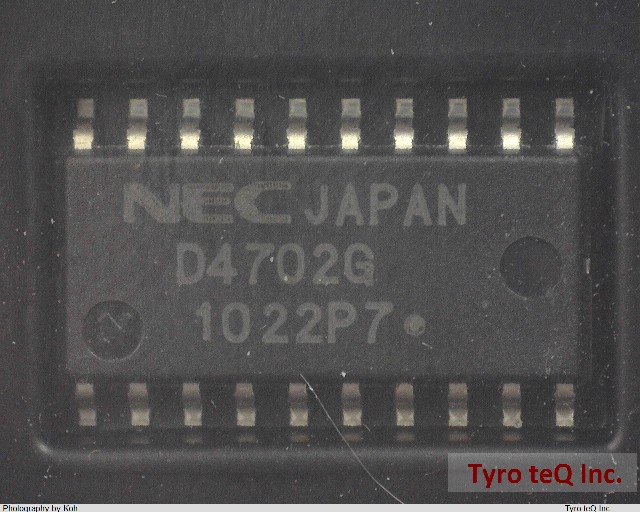 NEC JAPAN
D4702G
1022P7
Tyro teQ Inc.
Photography by Koh
Tyro teQ Inc.